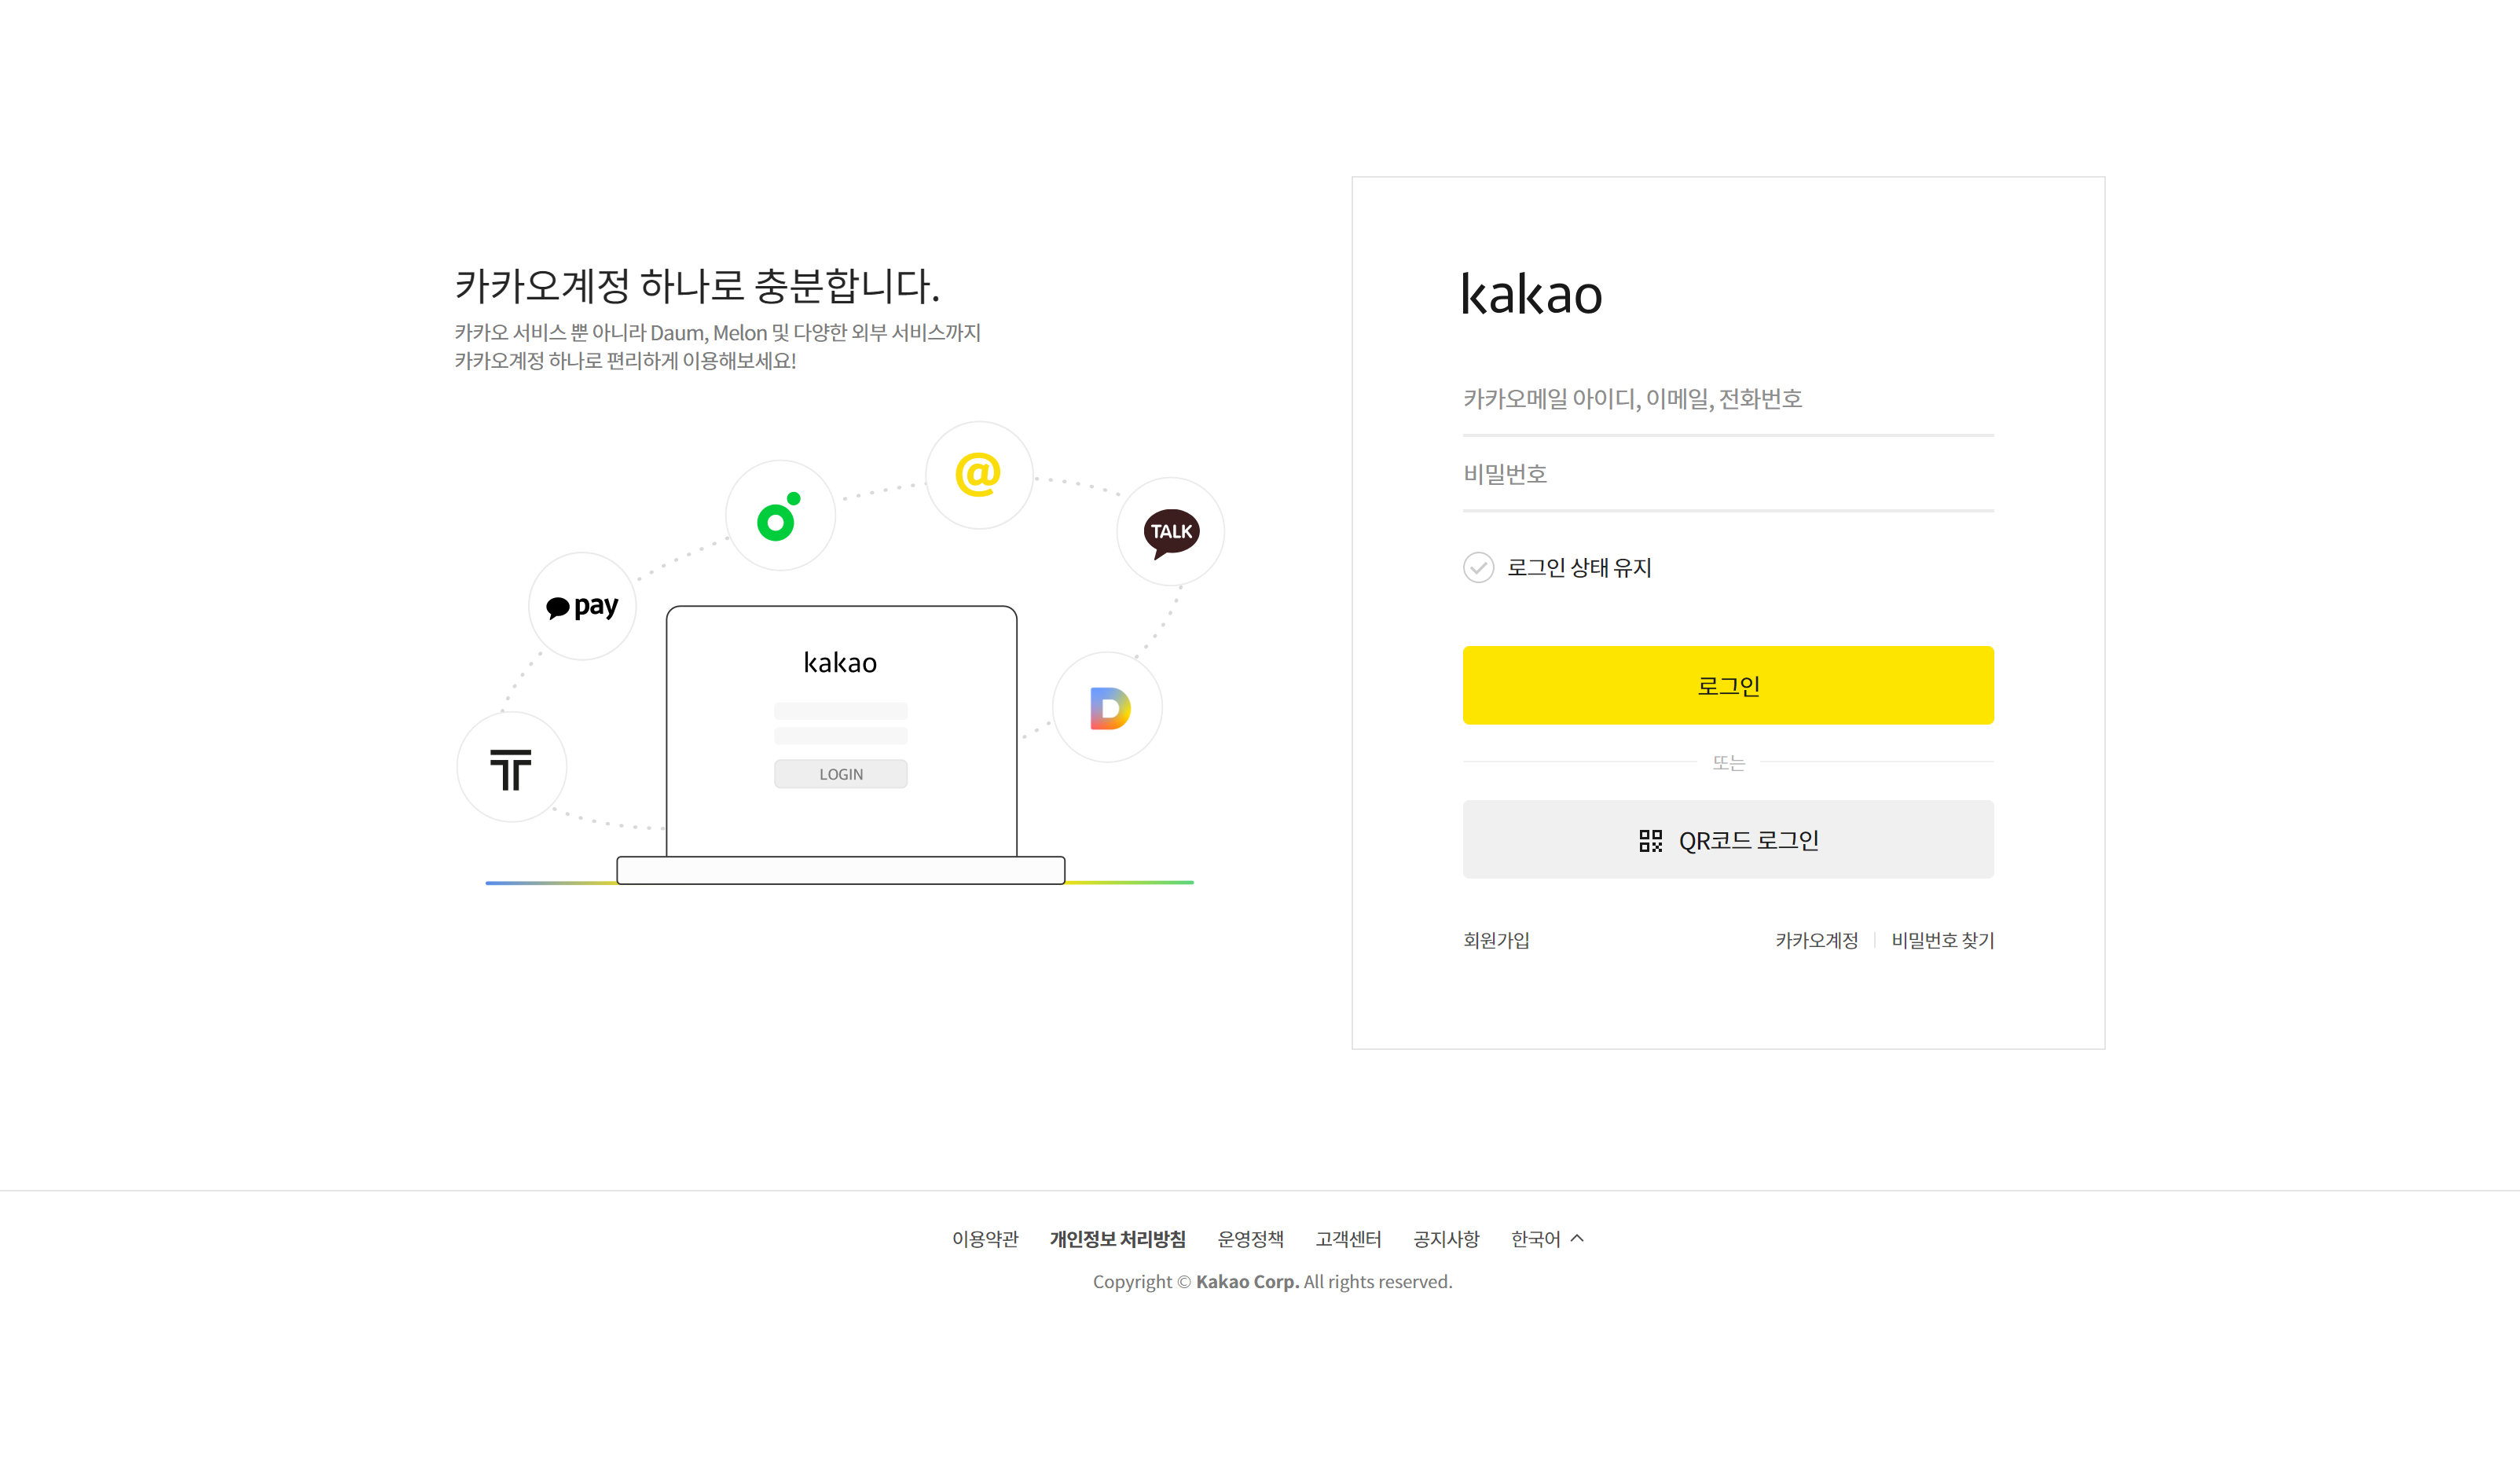 카카오계정 하나로 충분합니다.
카카오 서비스 뿐 아니라 Daum, Melon 및 다양한 외부 서비스까지
카카오계정 하나로 편리하게 이용해보세요!
@
TALK
pay
kakao
D
LOGIN
kakao
카카오메일 아이디, 이메일, 전화번호
비밀번호
로그인 상태 유지
로그인
또는
QR코드 로그인
회원가입 카카오계정 비밀번호 찾기
이용약관 개인정보 처리방침 운영정책 고객센터 공지사항 한국어
Copyright © Kakao Corp. All rights reserved.